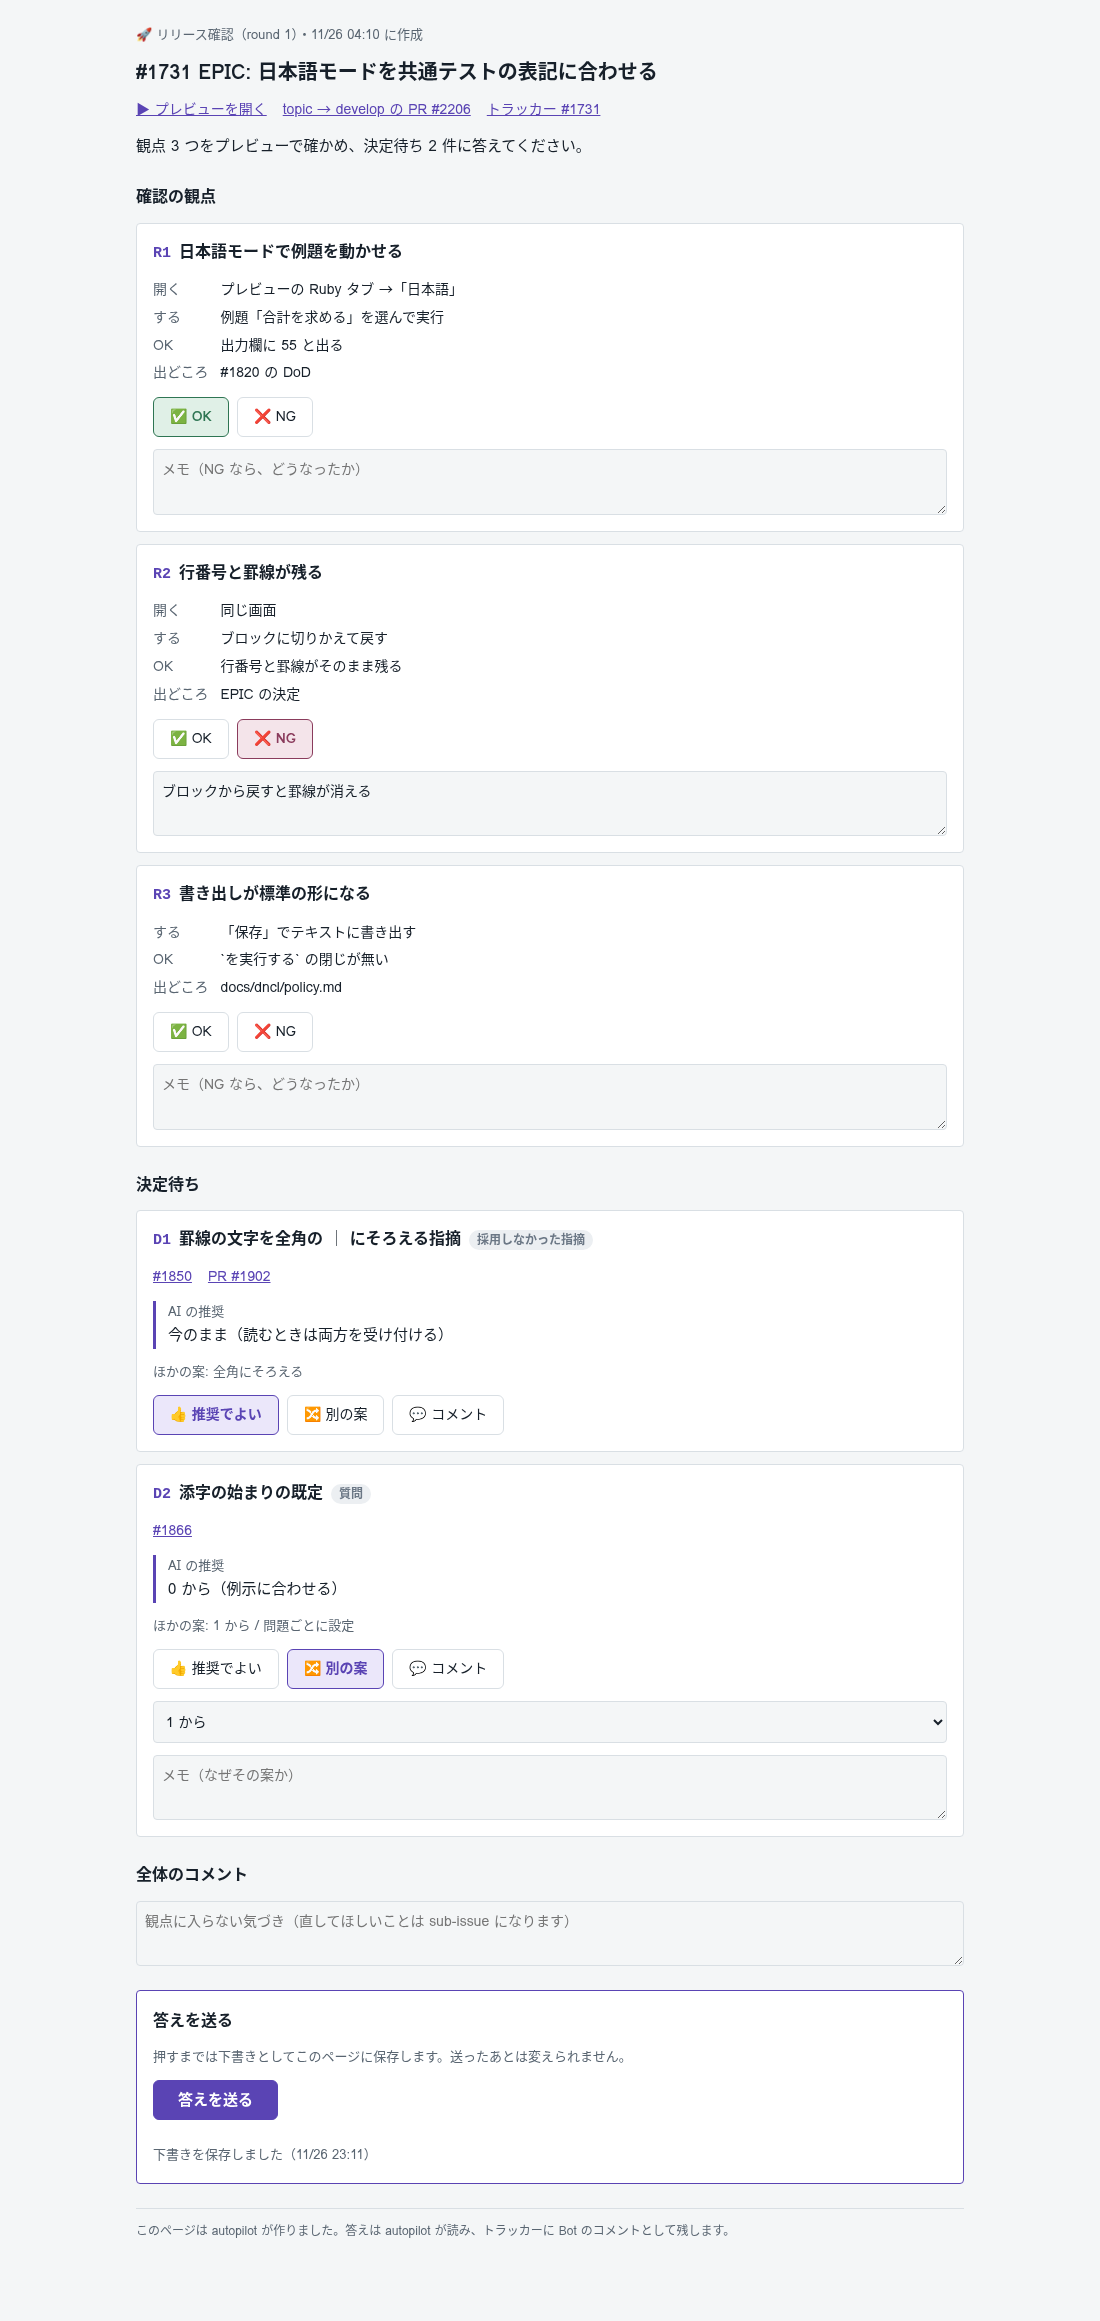 🚀 リリース確認（round 1）・11/26 04:10 に作成
#1731 EPIC: 日本語モードを共通テストの表記に合わせる
▶ プレビューを開く topic → develop の PR #2206 トラッカー #1731
観点 3 つをプレビューで確かめ、決定待ち 2 件に答えてください。
確認の観点
R1 日本語モードで例題を動かせる
開く プレビューの Ruby タブ →「日本語」
する 例題「合計を求める」を選んで実行
OK 出力欄に 55 と出る
出どころ #1820 の DoD
✅ OK ❌ NG
メモ（NG なら、どうなったか）
R2 行番号と罫線が残る
開く 同じ画面
する ブロックに切りかえて戻す
OK 行番号と罫線がそのまま残る
出どころ EPIC の決定
✅ OK ❌ NG
ブロックから戻すと罫線が消える
R3 書き出しが標準の形になる
する 「保存」でテキストに書き出す
OK `を実行する` の閉じが無い
出どころ docs/dncl/policy.md
✅ OK ❌ NG
メモ（NG なら、どうなったか）
決定待ち
D1 罫線の文字を全角の ｜ にそろえる指摘 採用しなかった指摘
#1850 PR #1902
AI の推奨
今のまま（読むときは両方を受け付ける）
ほかの案: 全角にそろえる
👍 推奨でよい 🔀 別の案 💬 コメント
D2 添字の始まりの既定 質問
#1866
AI の推奨
0 から（例示に合わせる）
ほかの案: 1 から / 問題ごとに設定
👍 推奨でよい 🔀 別の案 💬 コメント
1 から
メモ（なぜその案か）
全体のコメント
観点に入らない気づき（直してほしいことは sub-issue になります）
答えを送る
押すまでは下書きとしてこのページに保存します。送ったあとは変えられません。
答えを送る
下書きを保存しました（11/26 23:11）
このページは autopilot が作りました。答えは autopilot が読み、トラッカーに Bot のコメントとして残します。